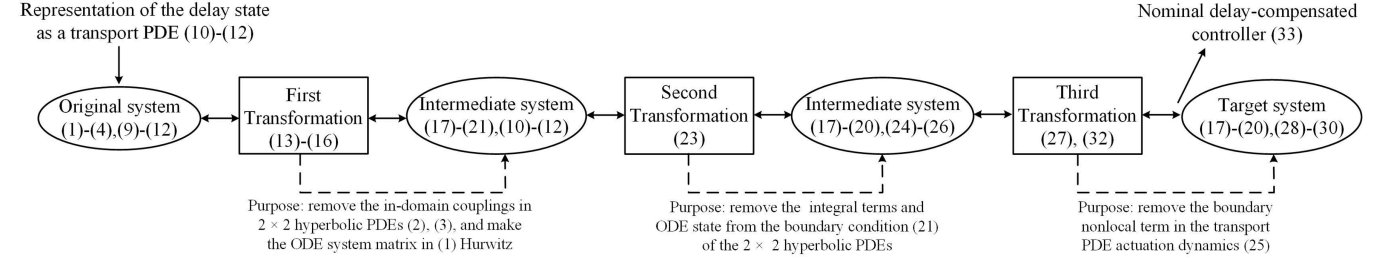 Representation of the delay state
as a transport PDE (10)-(12)
Original system
(1)-(4),(9)-(12)
First
Transformation
(13)-(16)
Intermediate system
(17)-(21),(10)-(12)
Second
Transformation
(23)
Intermediate system
(17)-(20),(24)-(26)
Third
Transformation
(27), (32)
Nominal delay-compensated
controller (33)
Target system
(17)-(20),(28)-(30)
Purpose: remove the in-domain couplings in
2 × 2 hyperbolic PDEs (2), (3), and make
the ODE system matrix in (1) Hurwitz
Purpose: remove the integral terms and
ODE state from the boundary condition (21)
of the 2 × 2 hyperbolic PDEs
Purpose: remove the boundary
nonlocal term in the transport
PDE actuation dynamics (25)